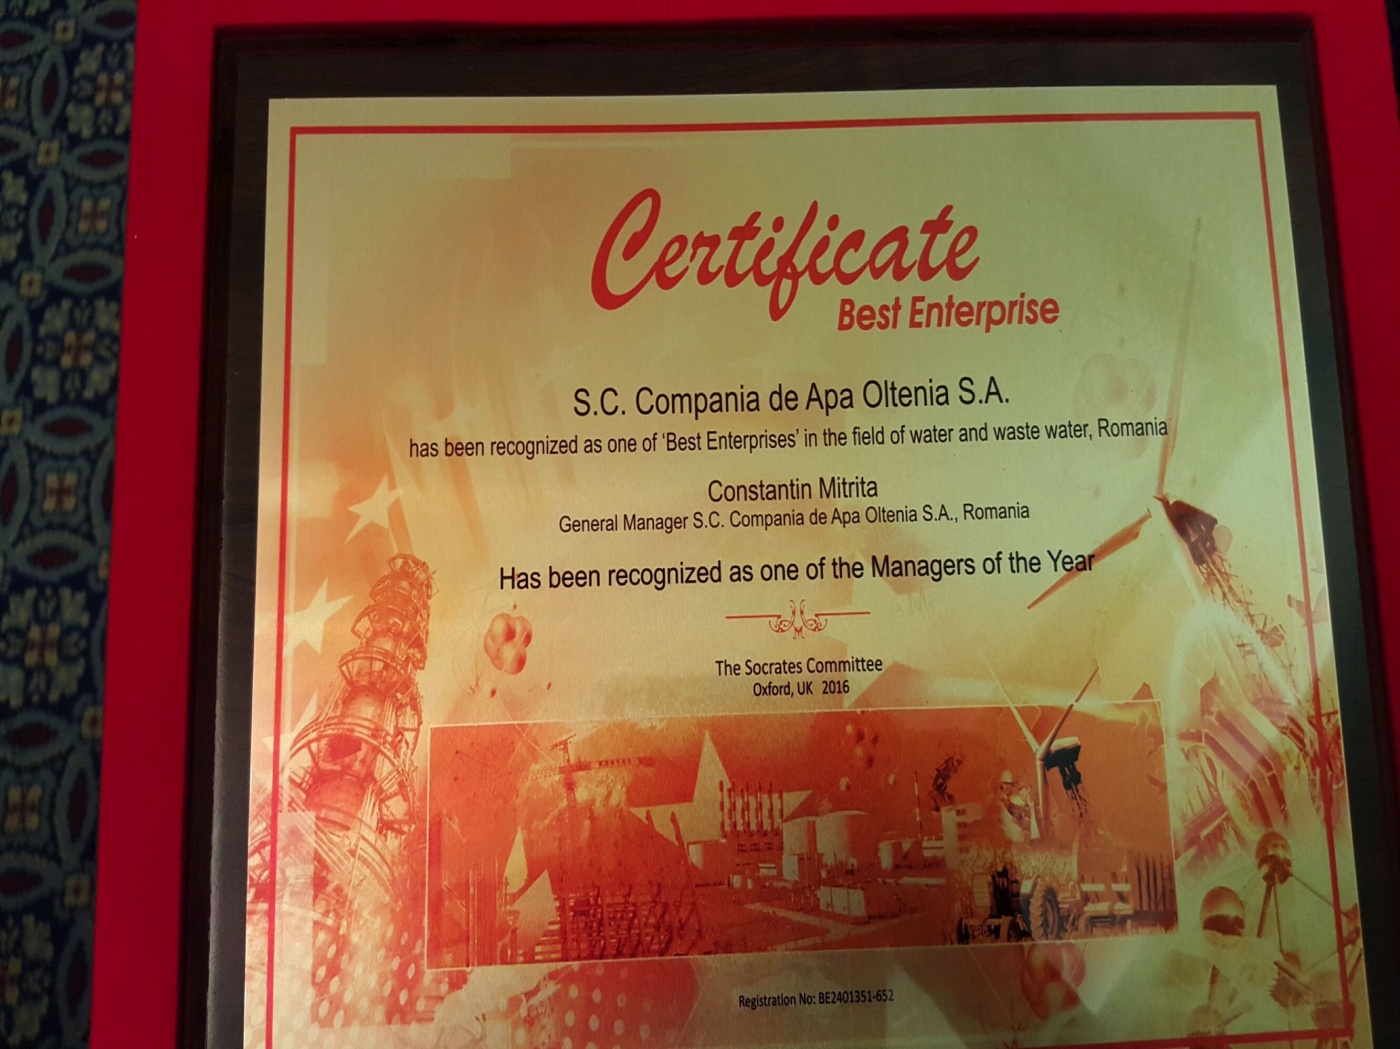 Certificate
Best Enterprise
S.C. Compania de Apa Oltenia S.A.
has been recognized as one of 'Best Enterprises' in the field of water and waste water, Romania
Constantin Mitrita
General Manager S.C. Compania de Apa Oltenia S.A., Romania
Has been recognized as one of the Managers of the Year
The Socrates Committee
Oxford, UK 2016
Registration No: BE2401351-652